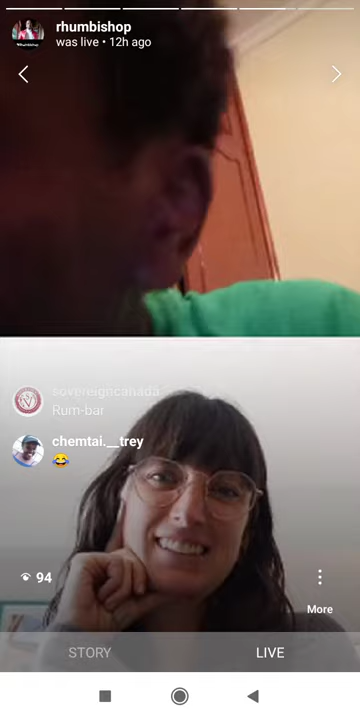 rhumbishop
was live • 12h ago
sovereigncanada
Rum-bar
chemtai.__trey
😂
94
More
STORY
LIVE